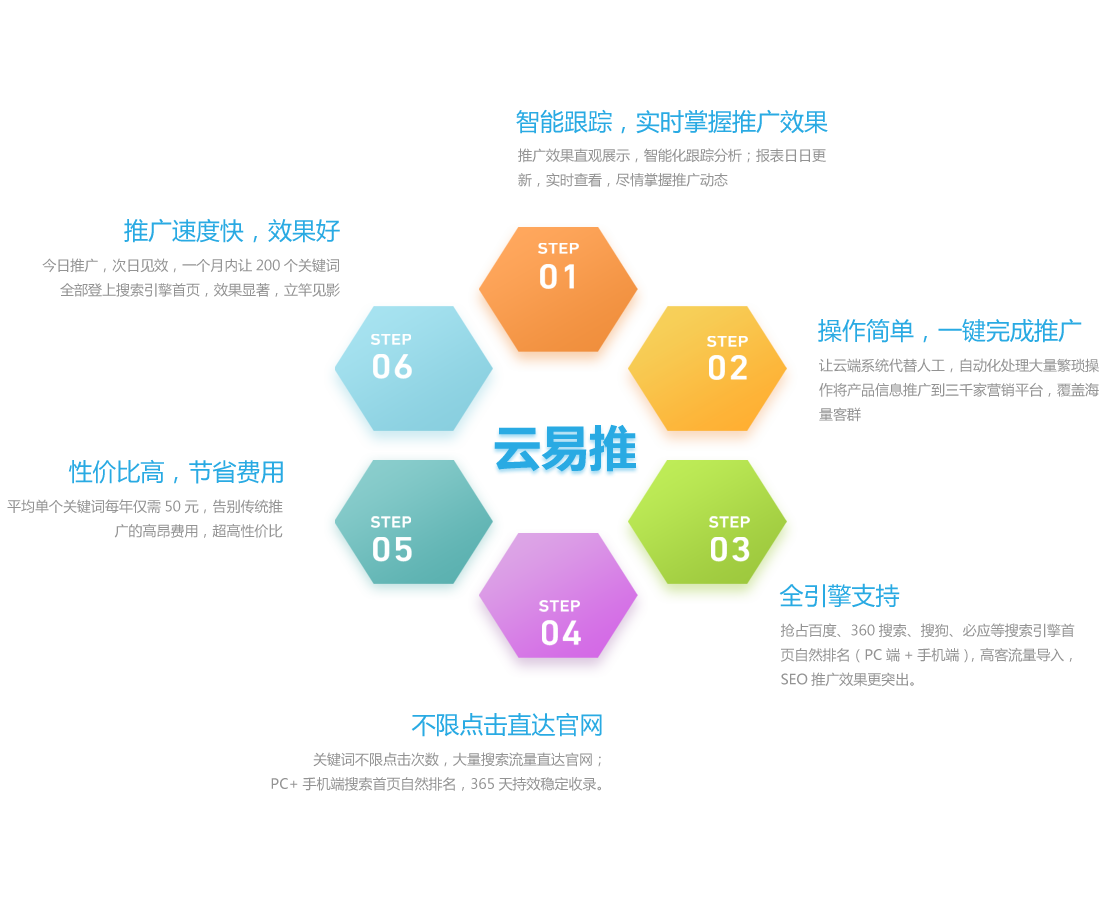 智能跟踪，实时掌握推广效果
推广效果直观展示，智能化跟踪分析；报表日日更
新，实时查看，尽情掌握推广动态
STEP
01
操作简单，一键完成推广
让云端系统代替人工，自动化处理大量繁琐操
作将产品信息推广到三千家营销平台，覆盖海
量客群
STEP
02
全引擎支持
抢占百度、360 搜索、搜狗、必应等搜索引擎首
页自然排名（ PC 端 + 手机端 ），高客流量导入，
SEO 推广效果更突出。
STEP
03
不限点击直达官网
关键词不限点击次数，大量搜索流量直达官网；
PC+ 手机端搜索首页自然排名，365 天持效稳定收录。
STEP
04
性价比高，节省费用
平均单个关键词每年仅需 50 元，告别传统推
广的高昂费用，超高性价比
STEP
05
推广速度快，效果好
今日推广，次日见效，一个月内让 200 个关键词
全部登上搜索引擎首页，效果显著，立竿见影
STEP
06
云易推